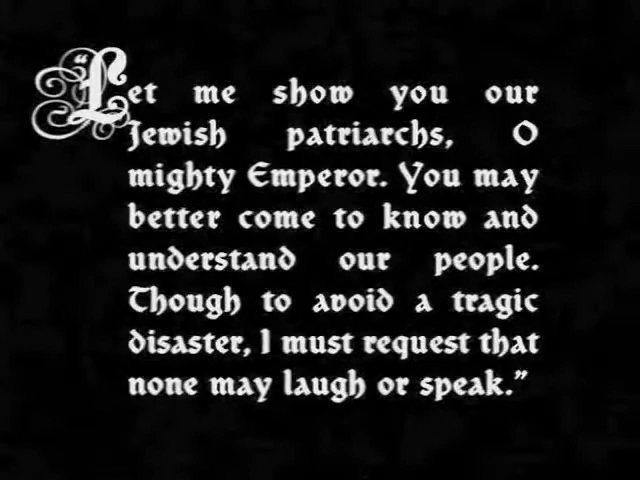 “Let me show you our
Jewish patriarchs, O
mighty Emperor. You may
better come to know and
understand our people.
Though to avoid a tragic
disaster, I must request that
none may laugh or speak.”